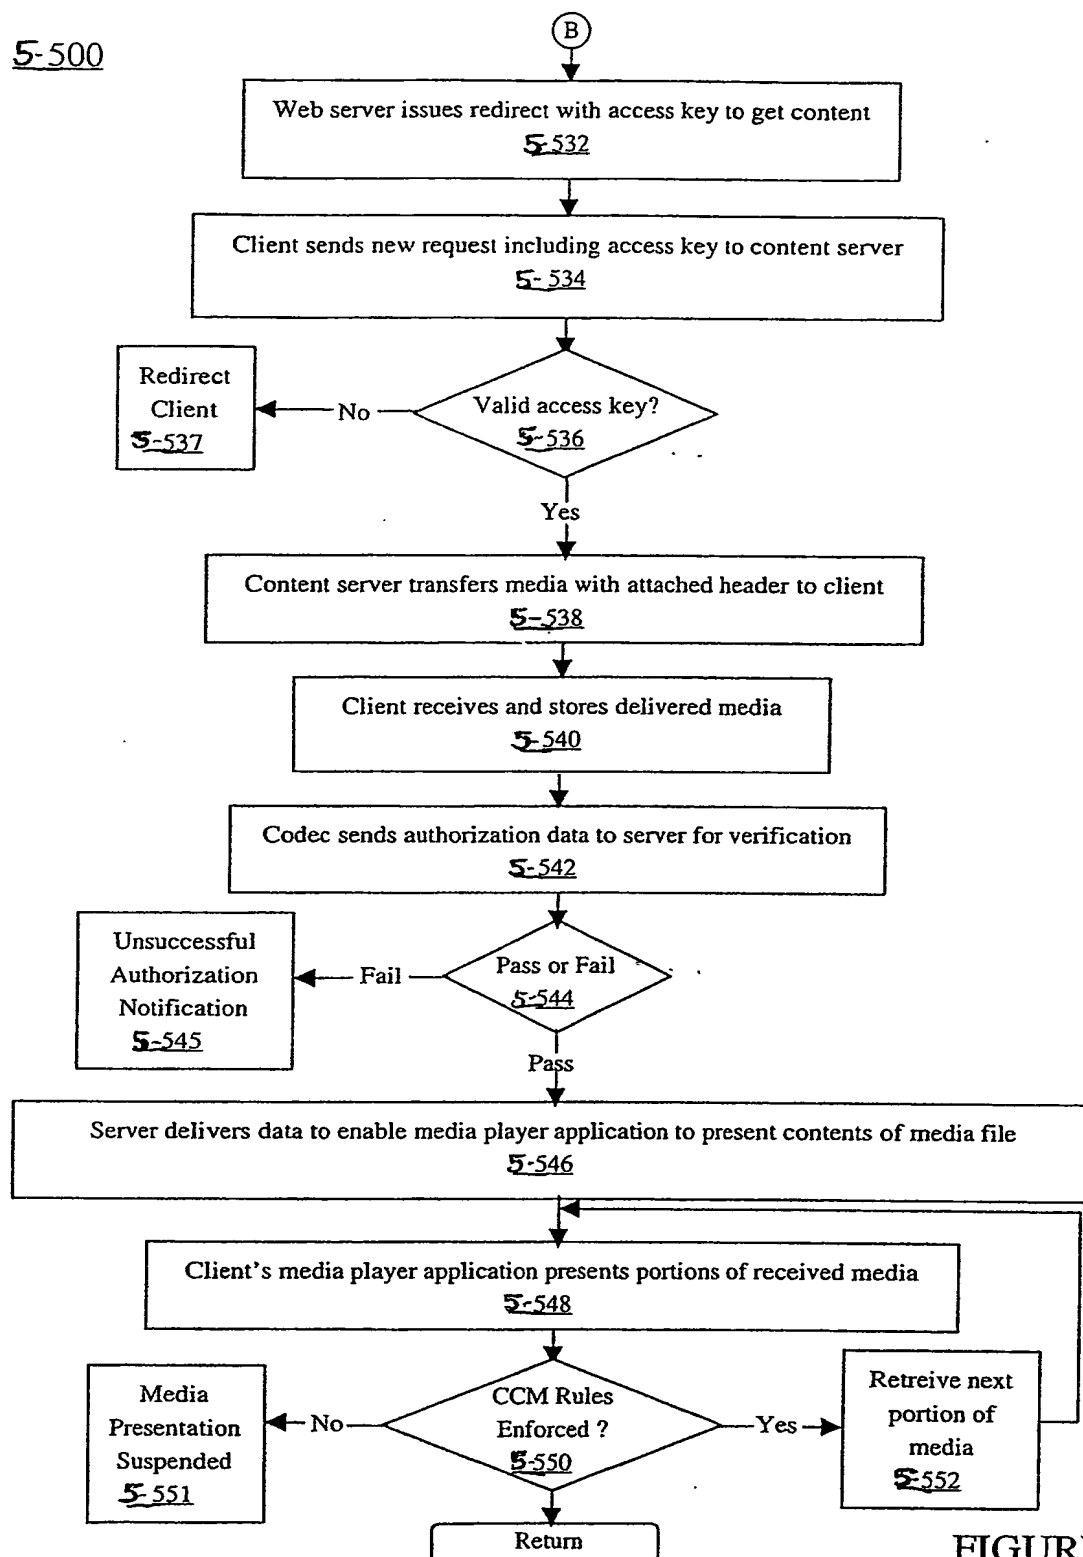 B
5-500
Web server issues redirect with access key to get content
5-532
Client sends new request including access key to content server
5-534
Redirect
Client
5-537
No
Valid access key?
5-536
Yes
Content server transfers media with attached header to client
5-538
Client receives and stores delivered media
5-540
Codec sends authorization data to server for verification
5-542
Unsuccessful
Authorization
Notification
5-545
Fail
Pass or Fail
5-544
Pass
Server delivers data to enable media player application to present contents of media file
5-546
Client's media player application presents portions of received media
5-548
Media
Presentation
Suspended
5-551
No
CCM Rules
Enforced ?
5-550
Yes
Retreive next
portion of
media
5-552
Return
FIGUR